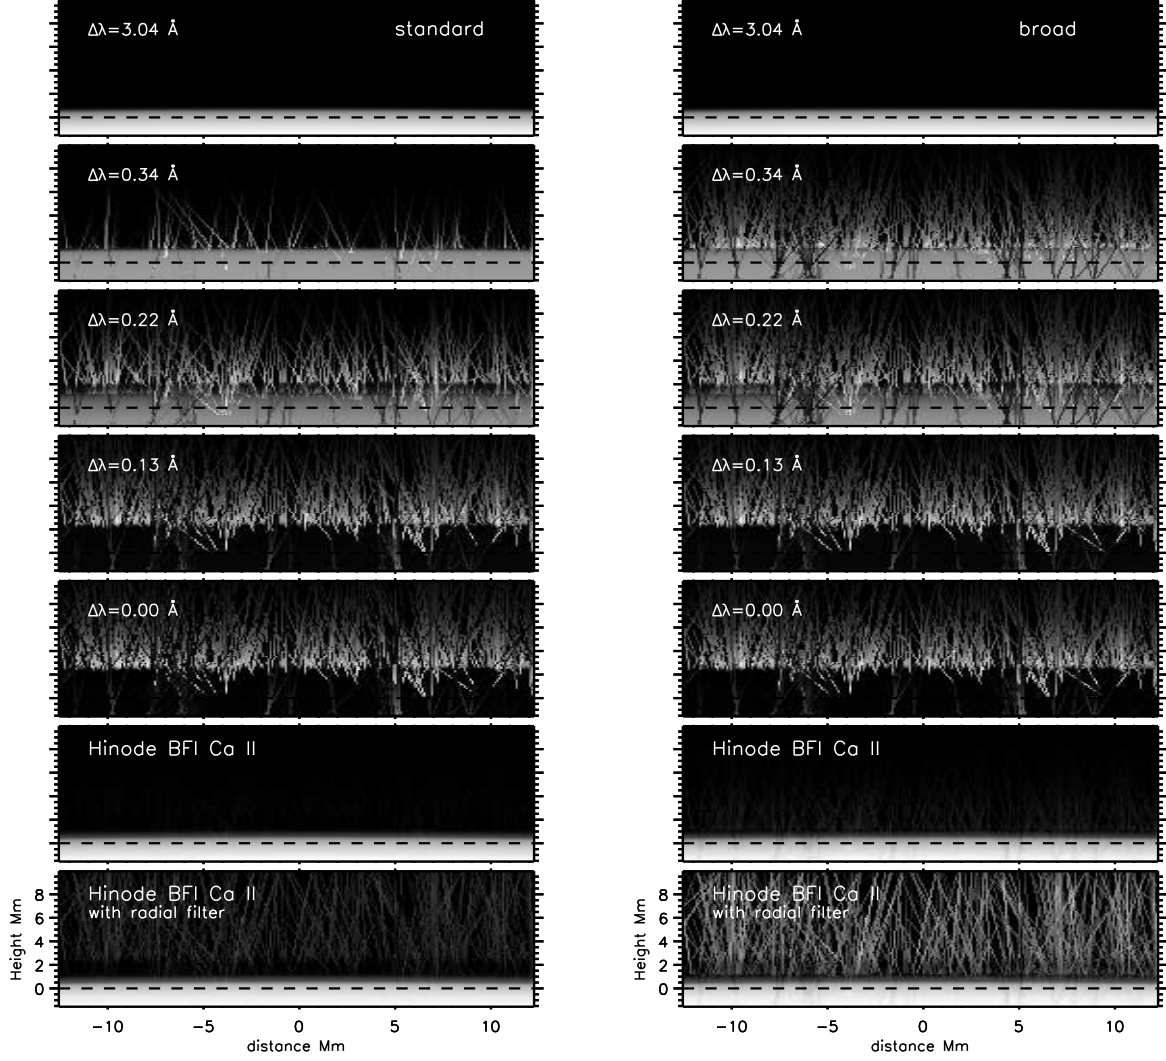 Δλ=3.04 Å standard
Δλ=3.04 Å broad
Δλ=0.34 Å
Δλ=0.34 Å
Δλ=0.22 Å
Δλ=0.22 Å
Δλ=0.13 Å
Δλ=0.13 Å
Δλ=0.00 Å
Δλ=0.00 Å
Hinode BFI Ca II
Hinode BFI Ca II
Hinode BFI Ca II
with radial filter
Hinode BFI Ca II
with radial filter
Height Mm
8
6
4
2
0
Height Mm
8
6
4
2
0
−10 −5 0 5 10
−10 −5 0 5 10
distance Mm
distance Mm